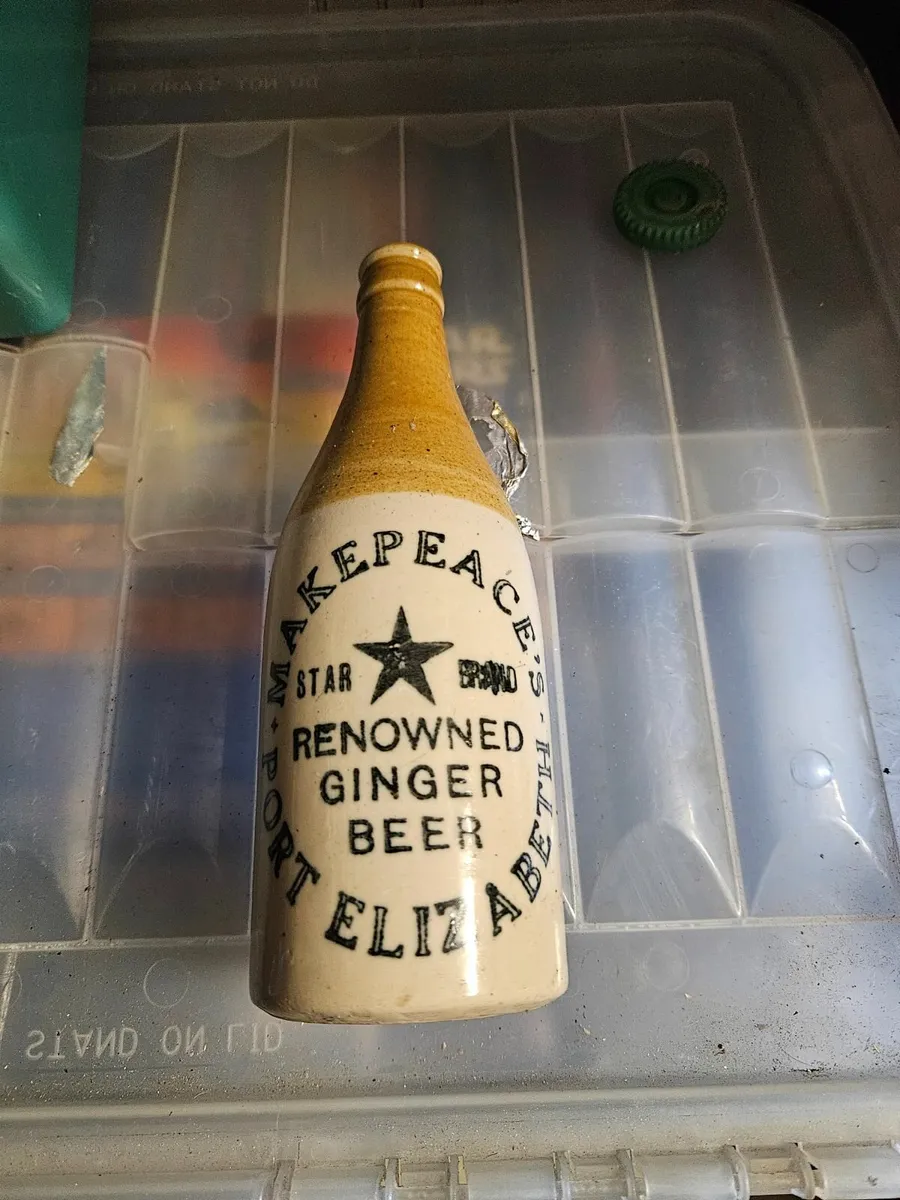 MAKEPEACE'S
STAR BRAND
RENOWNED
GINGER
BEER
PORT ELIZABETH
STAND ON LID